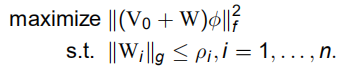 maximize ‖(V₀ + W)ϕ‖²_f
s.t. ‖Wᵢ‖_g ≤ ρᵢ, i = 1, . . . , n.